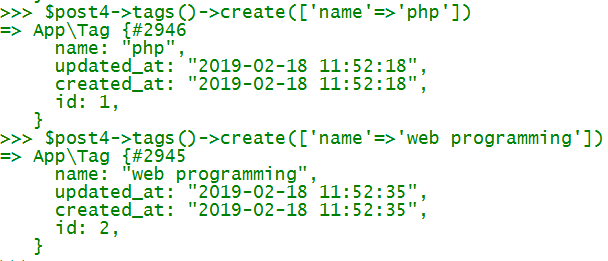 >>> $post4->tags()->create(['name'=>'php'])
=> App\Tag {#2946
name: "php",
updated_at: "2019-02-18 11:52:18",
created_at: "2019-02-18 11:52:18",
id: 1,
}
>>> $post4->tags()->create(['name'=>'web programming'])
=> App\Tag {#2945
name: "web programming",
updated_at: "2019-02-18 11:52:35",
created_at: "2019-02-18 11:52:35",
id: 2,
}
>>>